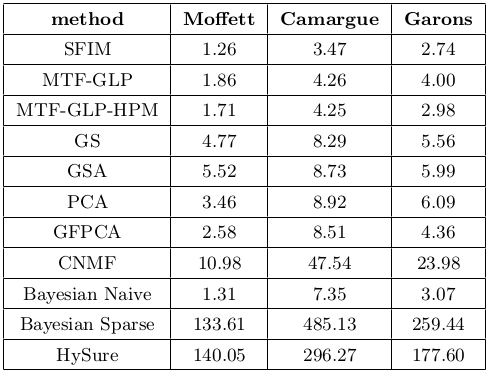 method Moffett Camargue Garons
SFIM 1.26 3.47 2.74
MTF-GLP 1.86 4.26 4.00
MTF-GLP-HPM 1.71 4.25 2.98
GS 4.77 8.29 5.56
GSA 5.52 8.73 5.99
PCA 3.46 8.92 6.09
GFPCA 2.58 8.51 4.36
CNMF 10.98 47.54 23.98
Bayesian Naive 1.31 7.35 3.07
Bayesian Sparse 133.61 485.13 259.44
HySure 140.05 296.27 177.60